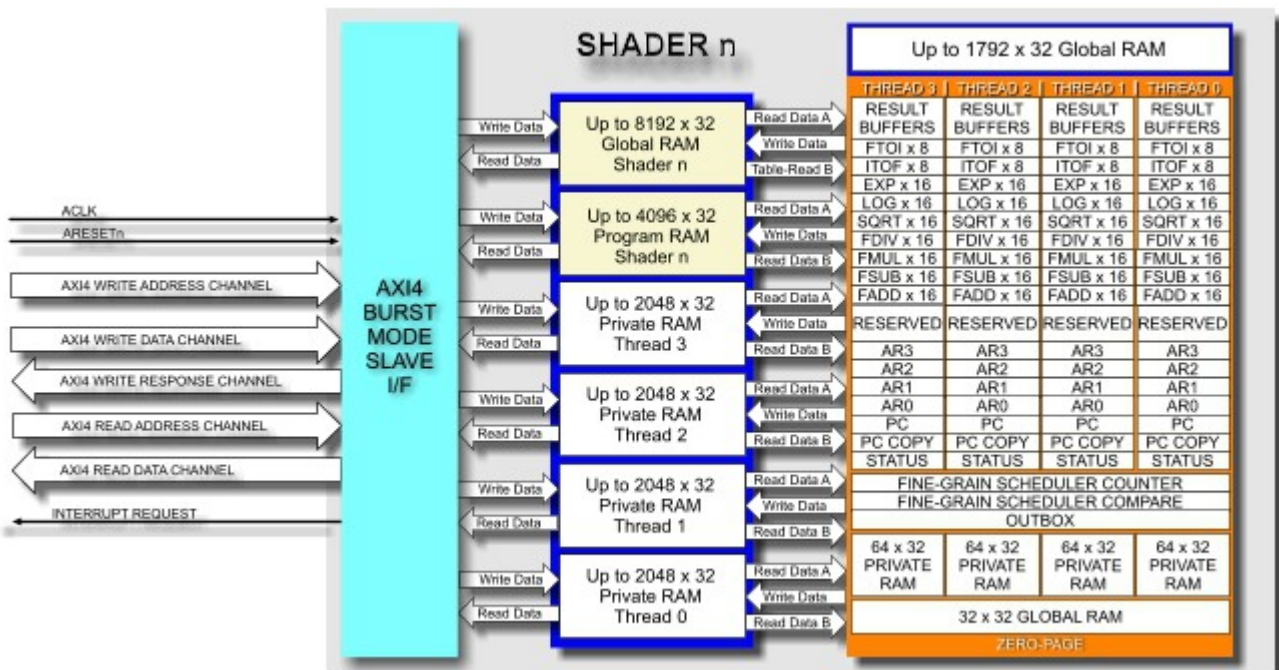 SHADER n
ACLK
ARESETn
AXI4 WRITE ADDRESS CHANNEL
AXI4 WRITE DATA CHANNEL
AXI4 WRITE RESPONSE CHANNEL
AXI4 READ ADDRESS CHANNEL
AXI4 READ DATA CHANNEL
INTERRUPT REQUEST
AXI4
BURST
MODE
SLAVE
I/F
Write Data
Read Data
Up to 8192 x 32
Global RAM
Shader n
Read Data A
Write Data
Table-Read B
Write Data
Read Data
Up to 4096 x 32
Program RAM
Shader n
Read Data A
Write Data
Read Data B
Write Data
Read Data
Up to 2048 x 32
Private RAM
Thread 3
Read Data A
Write Data
Read Data B
Write Data
Read Data
Up to 2048 x 32
Private RAM
Thread 2
Read Data A
Write Data
Read Data B
Write Data
Read Data
Up to 2048 x 32
Private RAM
Thread 1
Read Data A
Write Data
Read Data B
Write Data
Read Data
Up to 2048 x 32
Private RAM
Thread 0
Read Data A
Write Data
Read Data B
Up to 1792 x 32 Global RAM
THREAD 3 THREAD 2 THREAD 1 THREAD 0
RESULT RESULT RESULT RESULT
BUFFERS BUFFERS BUFFERS BUFFERS
FTOI x 8 FTOI x 8 FTOI x 8 FTOI x 8
ITOF x 8 ITOF x 8 ITOF x 8 ITOF x 8
EXP x 16 EXP x 16 EXP x 16 EXP x 16
LOG x 16 LOG x 16 LOG x 16 LOG x 16
SQRT x 16 SQRT x 16 SQRT x 16 SQRT x 16
FDIV x 16 FDIV x 16 FDIV x 16 FDIV x 16
FMUL x 16 FMUL x 16 FMUL x 16 FMUL x 16
FSUB x 16 FSUB x 16 FSUB x 16 FSUB x 16
FADD x 16 FADD x 16 FADD x 16 FADD x 16
RESERVED RESERVED RESERVED RESERVED
AR3 AR3 AR3 AR3
AR2 AR2 AR2 AR2
AR1 AR1 AR1 AR1
AR0 AR0 AR0 AR0
PC PC PC PC
PC COPY PC COPY PC COPY PC COPY
STATUS STATUS STATUS STATUS
FINE-GRAIN SCHEDULER COUNTER
FINE-GRAIN SCHEDULER COMPARE
OUTBOX
64 x 32 64 x 32 64 x 32 64 x 32
PRIVATE PRIVATE PRIVATE PRIVATE
RAM RAM RAM RAM
32 x 32 GLOBAL RAM
ZERO-PAGE